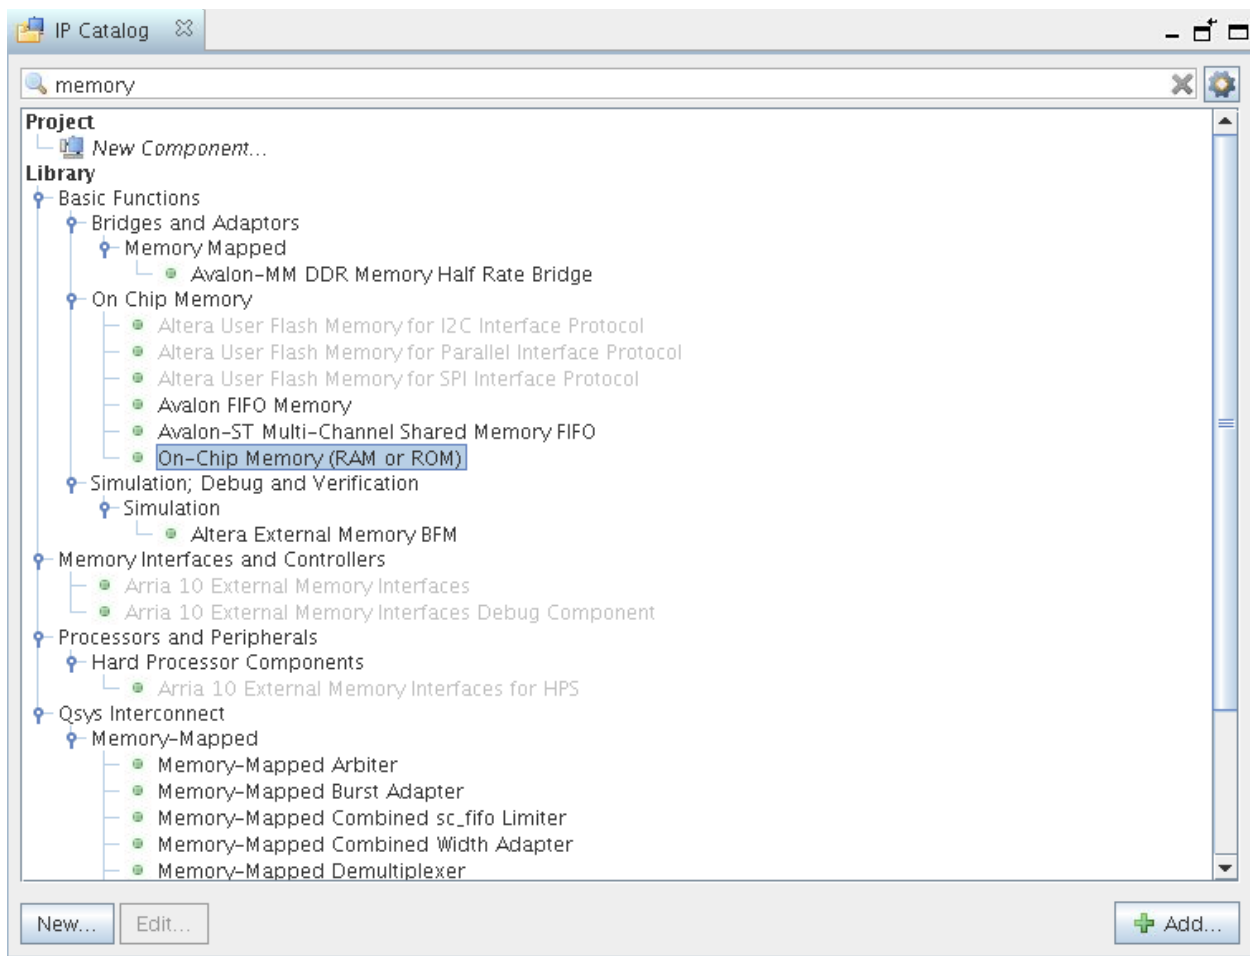 IP Catalog
memory
Project
New Component...
Library
Basic Functions
Bridges and Adaptors
Memory Mapped
Avalon-MM DDR Memory Half Rate Bridge
On Chip Memory
Altera User Flash Memory for I2C Interface Protocol
Altera User Flash Memory for Parallel Interface Protocol
Altera User Flash Memory for SPI Interface Protocol
Avalon FIFO Memory
Avalon-ST Multi-Channel Shared Memory FIFO
On-Chip Memory (RAM or ROM)
Simulation; Debug and Verification
Simulation
Altera External Memory BFM
Memory Interfaces and Controllers
Arria 10 External Memory Interfaces
Arria 10 External Memory Interfaces Debug Component
Processors and Peripherals
Hard Processor Components
Arria 10 External Memory Interfaces for HPS
Qsys Interconnect
Memory-Mapped
Memory-Mapped Arbiter
Memory-Mapped Burst Adapter
Memory-Mapped Combined sc_fifo Limiter
Memory-Mapped Combined Width Adapter
Memory-Mapped Demultiplexer
New... Edit... Add...